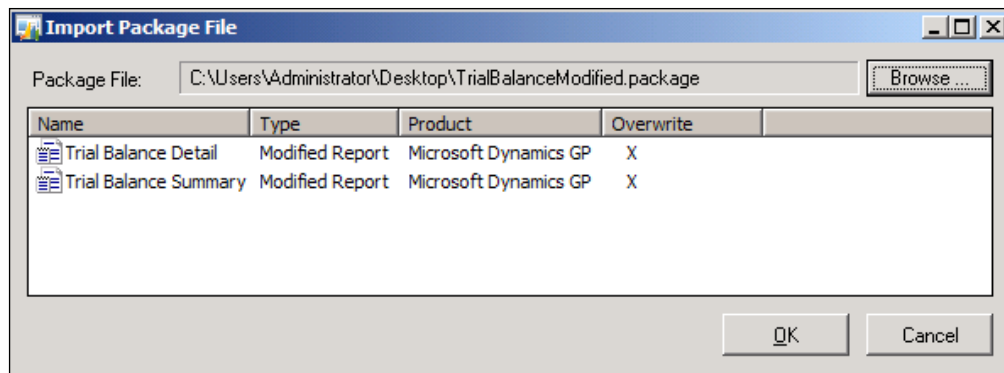 Import Package File
Package File: C:\Users\Administrator\Desktop\TrialBalanceModified.package Browse ...
Name Type Product Overwrite
Trial Balance Detail Modified Report Microsoft Dynamics GP X
Trial Balance Summary Modified Report Microsoft Dynamics GP X
OK Cancel